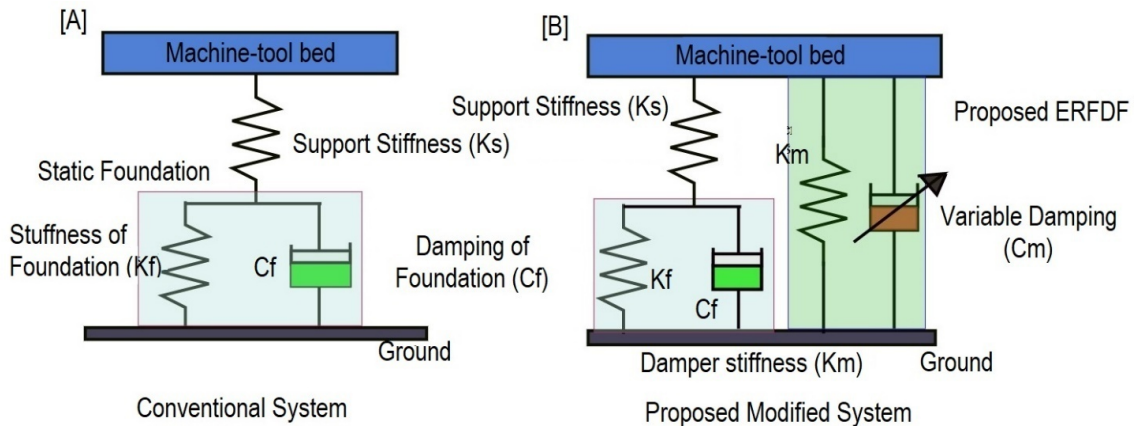 [A]
Machine-tool bed
Support Stiffness (Ks)
Static Foundation
Stuffness of
Foundation (Kf)
Cf
Damping of
Foundation (Cf)
Ground
Conventional System
[B]
Machine-tool bed
Support Stiffness (Ks)
Proposed ERFDF
Km
Variable Damping
(Cm)
Kf
Cf
Damper stiffness (Km)
Ground
Proposed Modified System